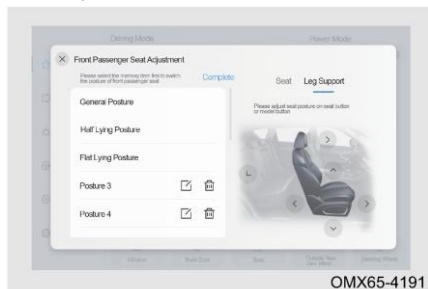 Driving Mode
Power Mode
Front Passenger Seat Adjustment
Please select the memory item first to switch
the posture of front passenger seat
Complete
Seat
Leg Support
Please adjust seat posture on seat button
or model button
General Posture
Half Lying Posture
Flat Lying Posture
Posture 3
Posture 4
Seat
OMX65-4191